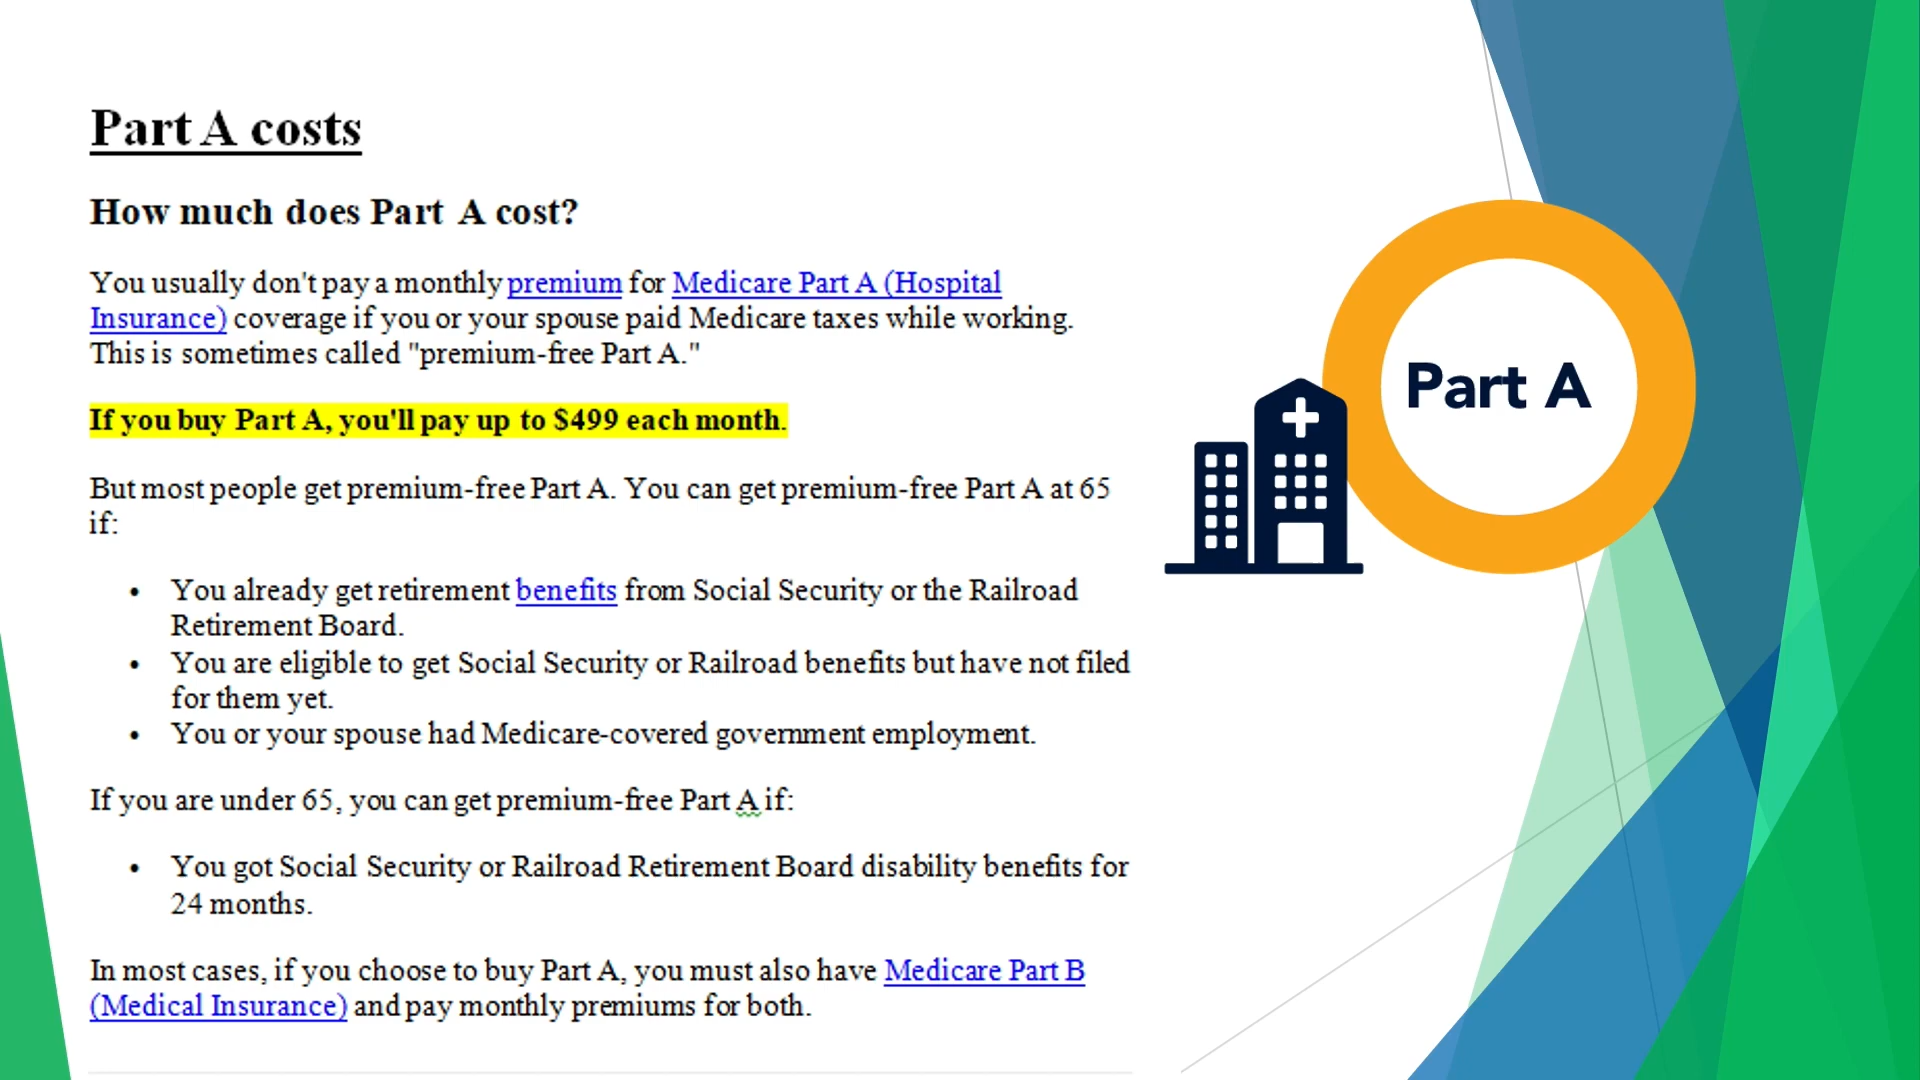 Part A costs
How much does Part A cost?
You usually don't pay a monthly premium for Medicare Part A (Hospital
Insurance) coverage if you or your spouse paid Medicare taxes while working.
This is sometimes called "premium-free Part A."
If you buy Part A, you'll pay up to $499 each month.
But most people get premium-free Part A. You can get premium-free Part A at 65
if:
• You already get retirement benefits from Social Security or the Railroad
Retirement Board.
• You are eligible to get Social Security or Railroad benefits but have not filed
for them yet.
• You or your spouse had Medicare-covered government employment.
If you are under 65, you can get premium-free Part A if:
• You got Social Security or Railroad Retirement Board disability benefits for
24 months.
In most cases, if you choose to buy Part A, you must also have Medicare Part B
(Medical Insurance) and pay monthly premiums for both.
Part A